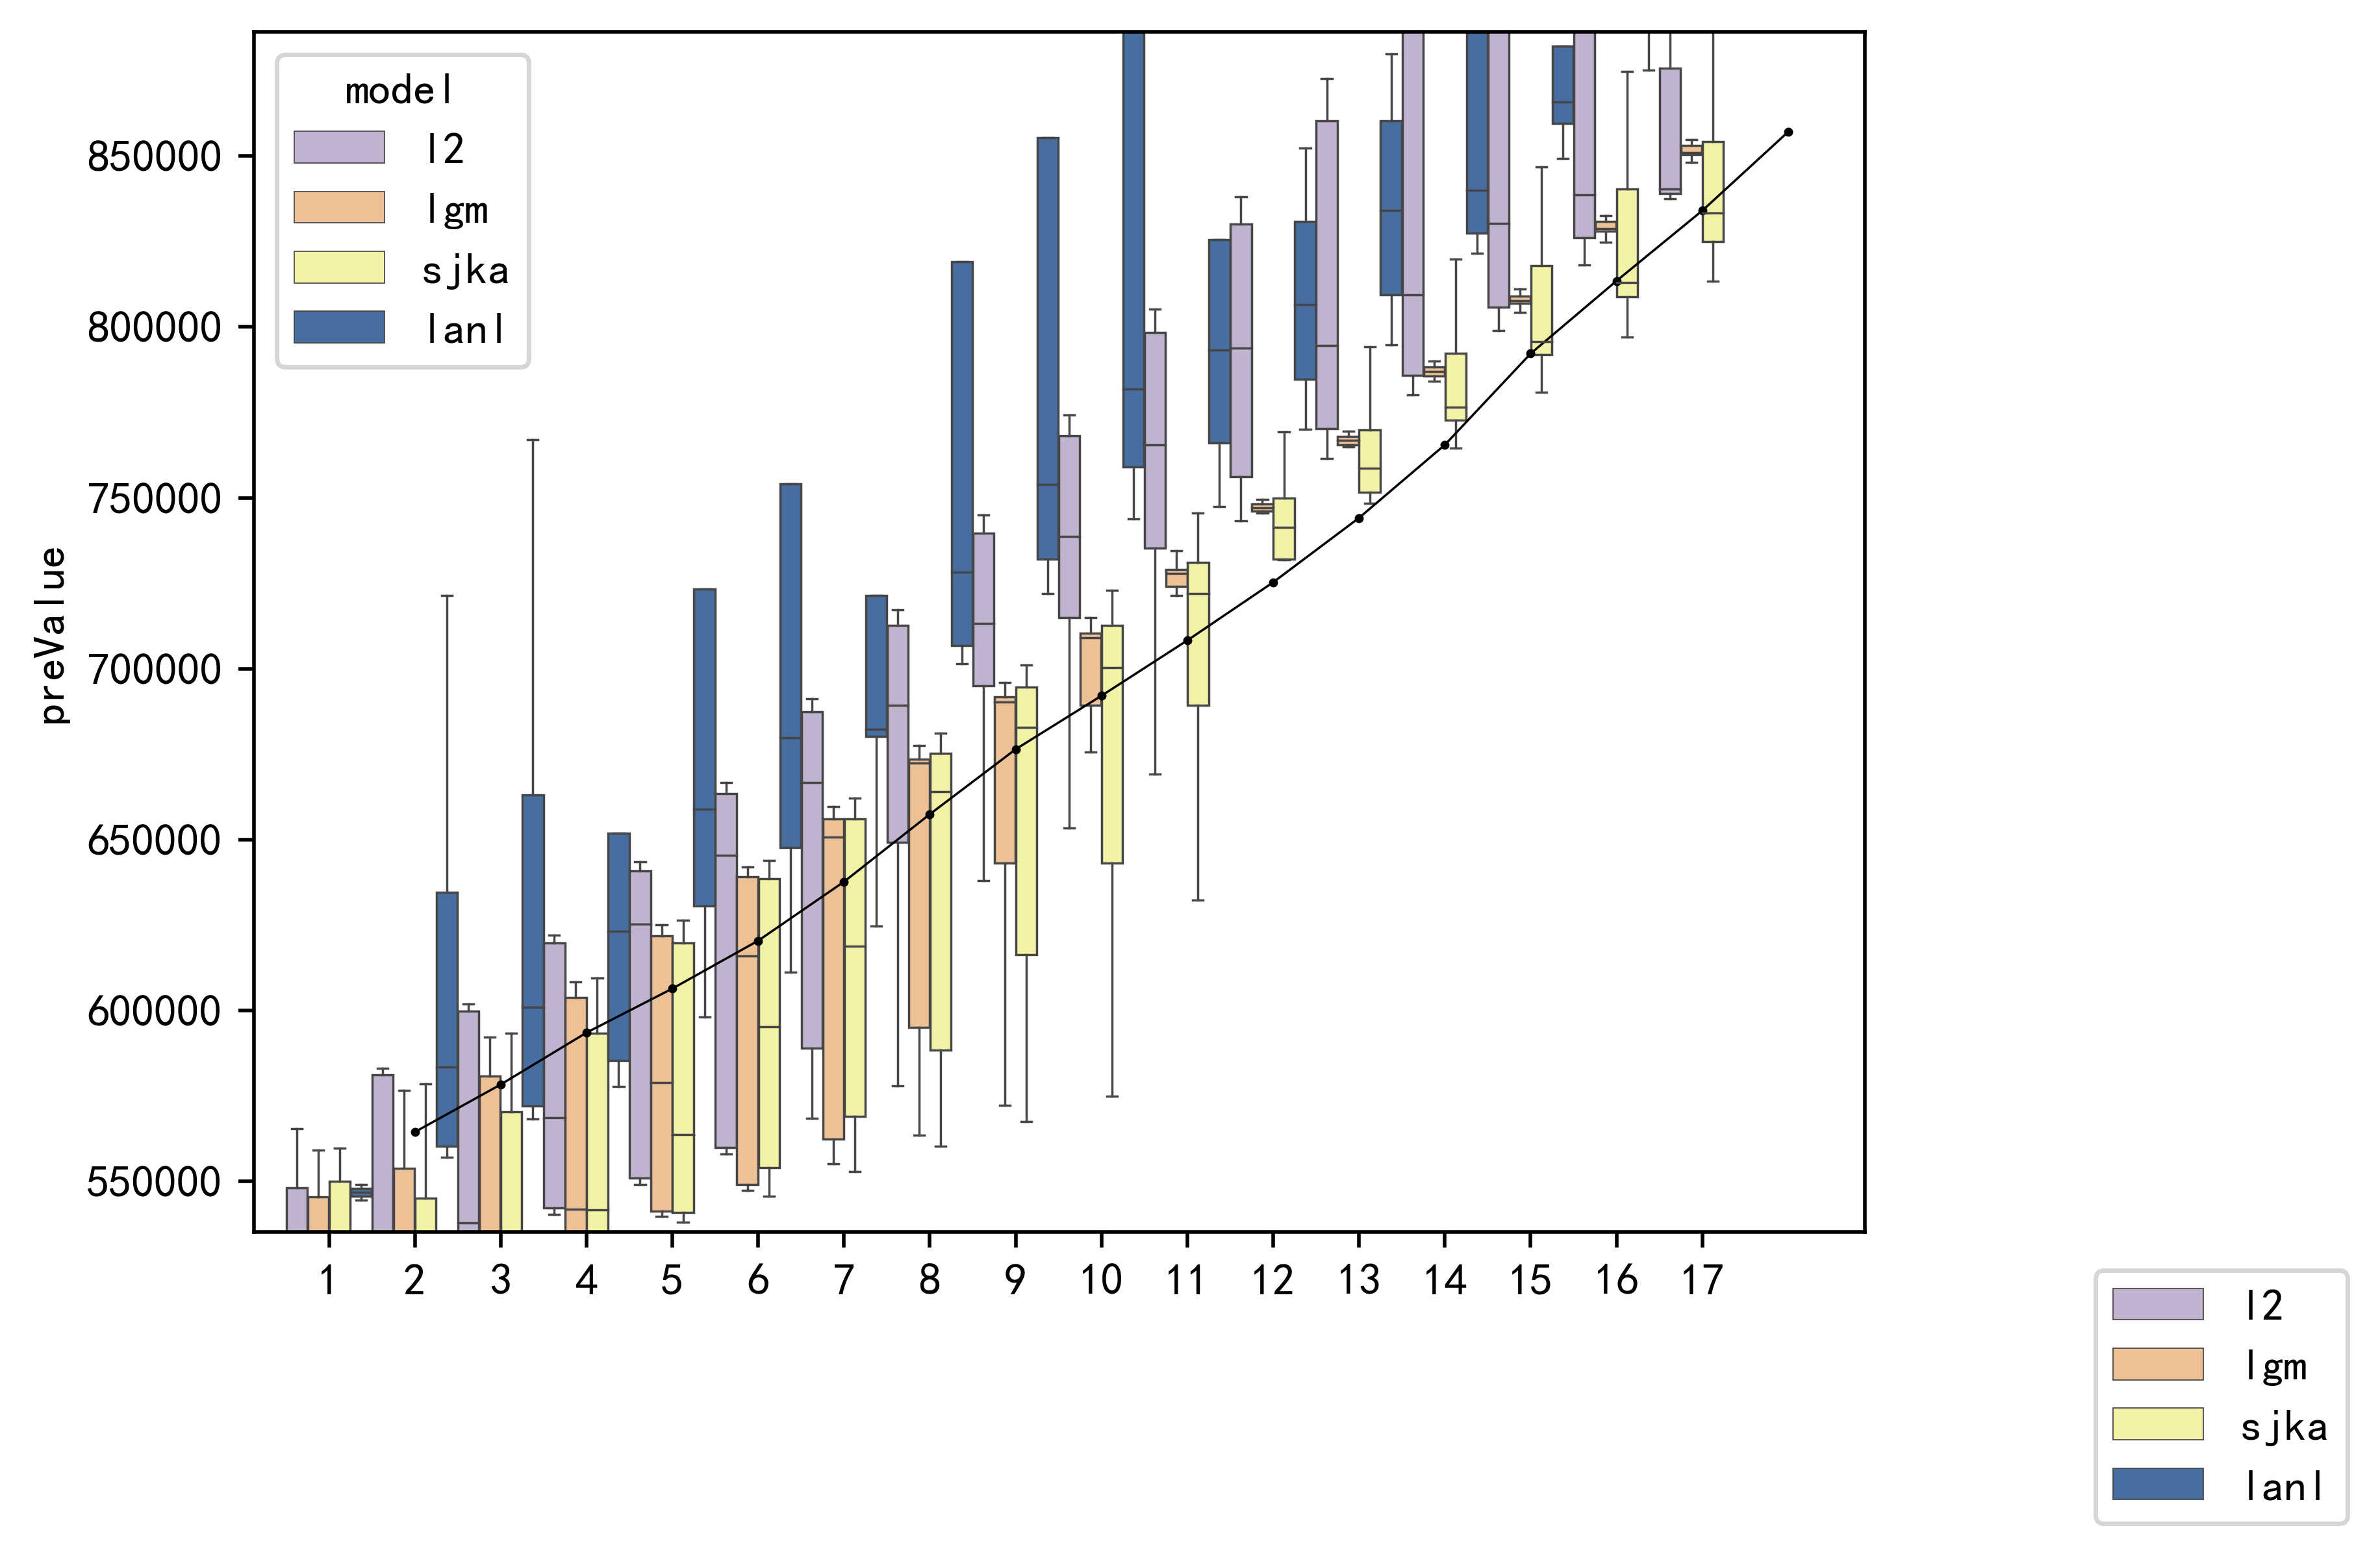 model
l2
lgm
sjka
lanl
850000
800000
750000
700000
650000
600000
550000
preValue
1 2 3 4 5 6 7 8 9 10 11 12 13 14 15 16 17
l2
lgm
sjka
lanl